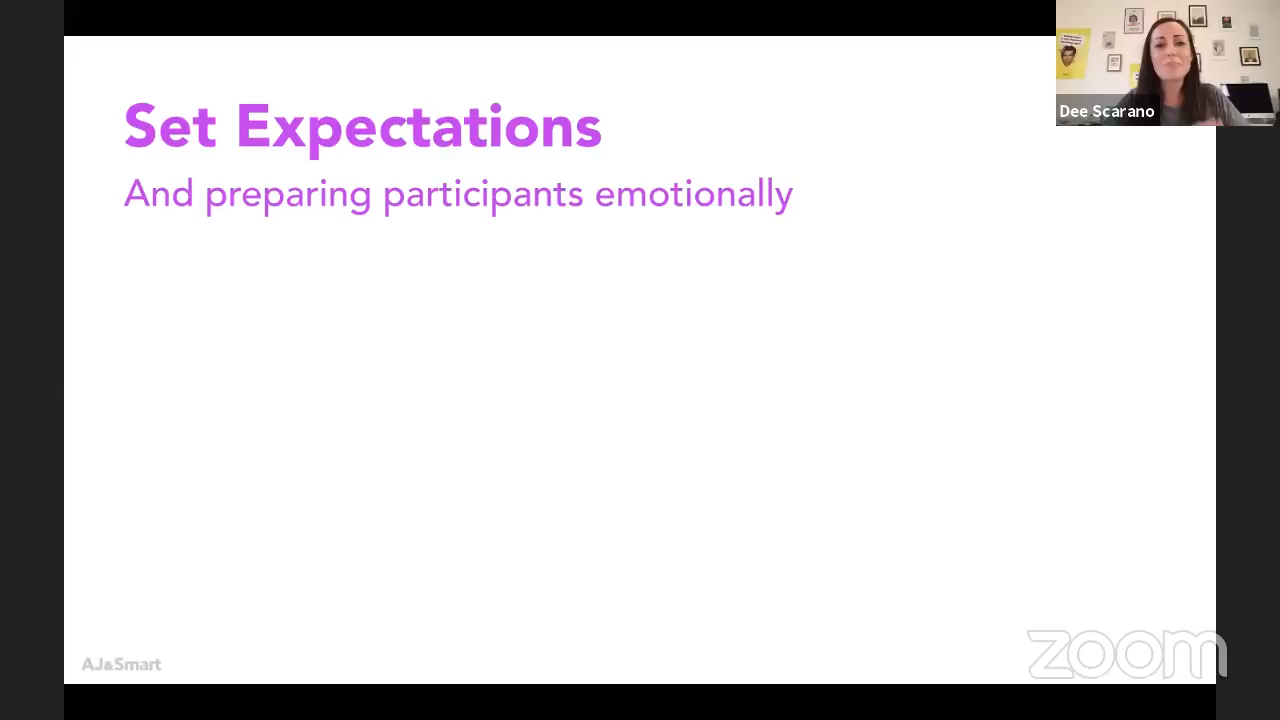 Set Expectations
And preparing participants emotionally
Dee Scarano
AJ&Smart
zoom